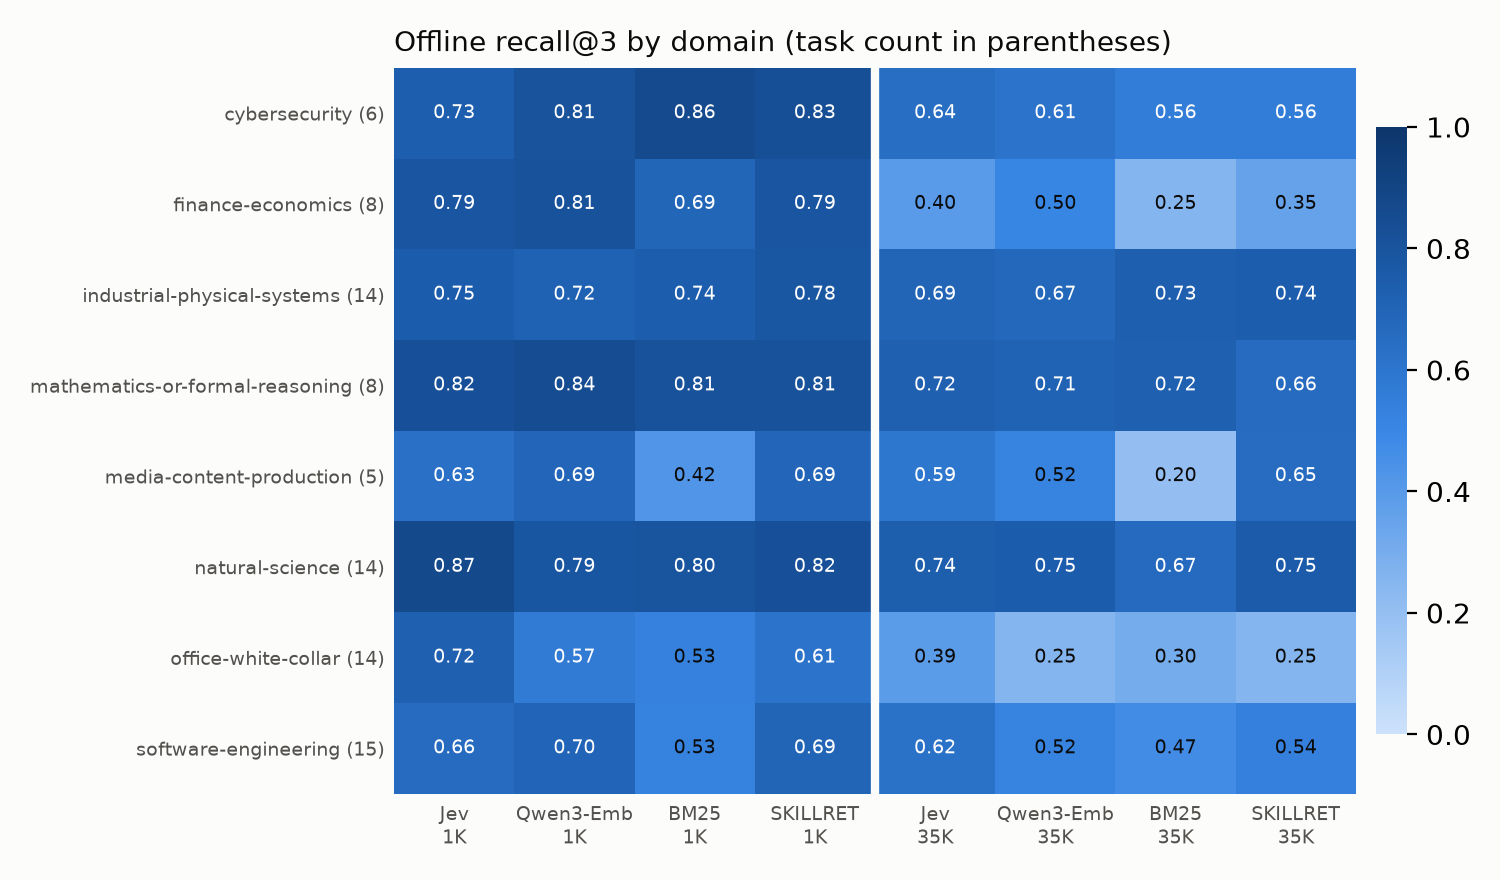 Offline recall@3 by domain (task count in parentheses)
cybersecurity (6) 0.73 0.81 0.86 0.83 0.64 0.61 0.56 0.56
finance-economics (8) 0.79 0.81 0.69 0.79 0.40 0.50 0.25 0.35
industrial-physical-systems (14) 0.75 0.72 0.74 0.78 0.69 0.67 0.73 0.74
mathematics-or-formal-reasoning (8) 0.82 0.84 0.81 0.81 0.72 0.71 0.72 0.66
media-content-production (5) 0.63 0.69 0.42 0.69 0.59 0.52 0.20 0.65
natural-science (14) 0.87 0.79 0.80 0.82 0.74 0.75 0.67 0.75
office-white-collar (14) 0.72 0.57 0.53 0.61 0.39 0.25 0.30 0.25
software-engineering (15) 0.66 0.70 0.53 0.69 0.62 0.52 0.47 0.54
Jev Qwen3-Emb BM25 SKILLRET Jev Qwen3-Emb BM25 SKILLRET
1K 1K 1K 1K 35K 35K 35K 35K
1.0
0.8
0.6
0.4
0.2
0.0